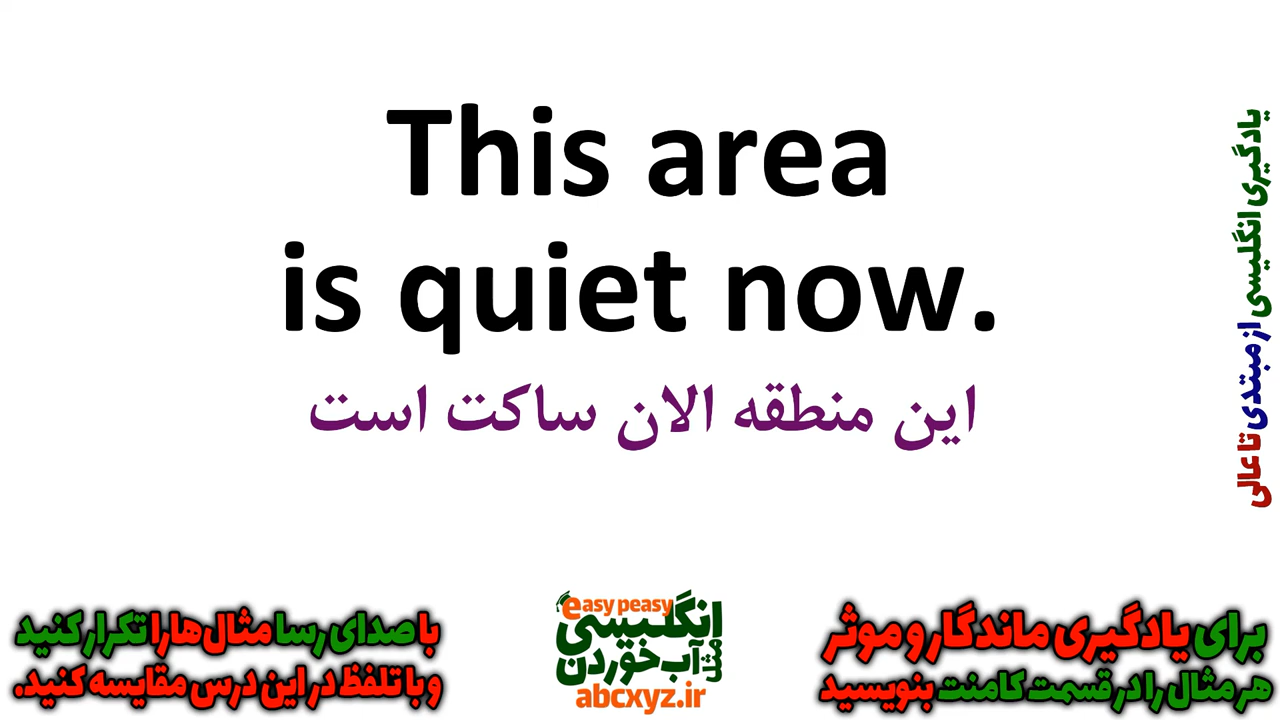 This area
is quiet now.
این منطقه الان ساکت است
یادگیری انگلیسی از مبتدی تا عالی
برای یادگیری ماندگار و موثر
هر مثال را در قسمت کامنت بنویسید
easy peasy
انگلیسی
مثل
آب خوردن
abcxyz.ir
با صدای رسا مثال‌ها را تکرار کنید
و با تلفظ در این درس مقایسه کنید.